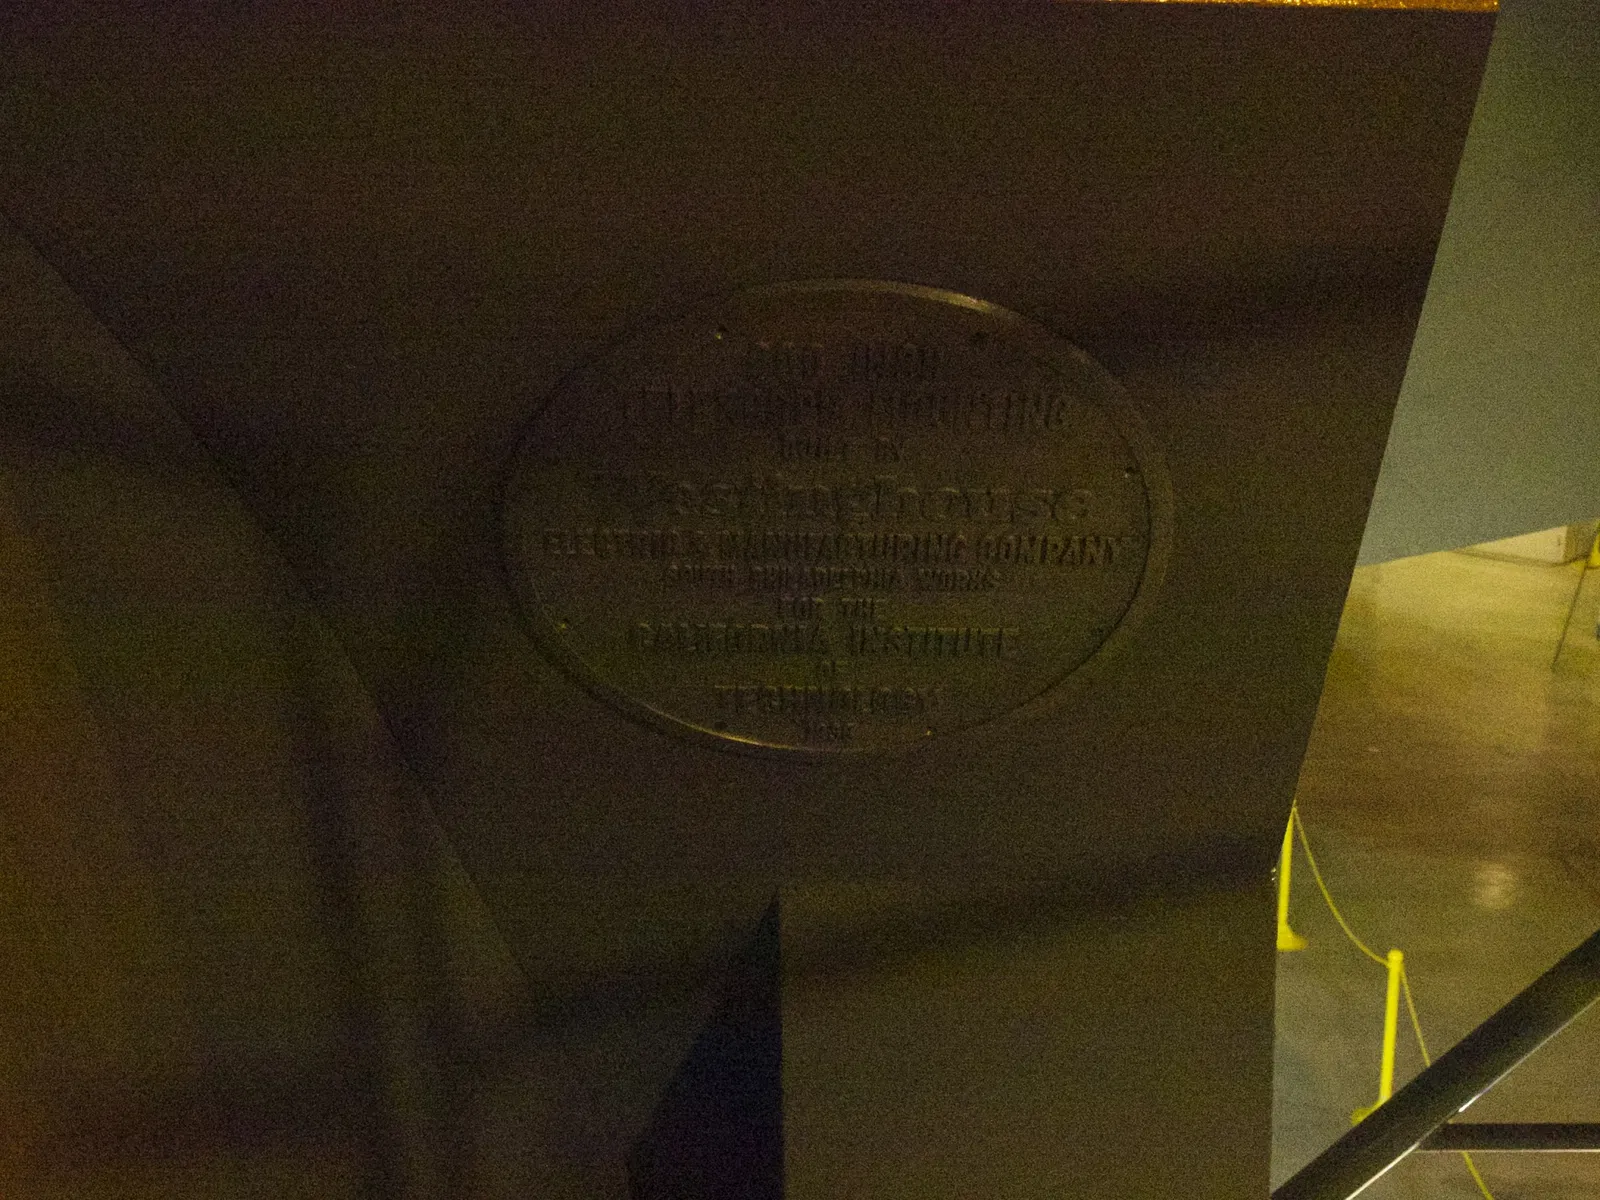 200 INCH
TELESCOPE MOUNTING
BUILT BY
Westinghouse
ELECTRIC & MANUFACTURING COMPANY
SOUTH PHILADELPHIA WORKS
FOR THE
CALIFORNIA INSTITUTE
OF
TECHNOLOGY